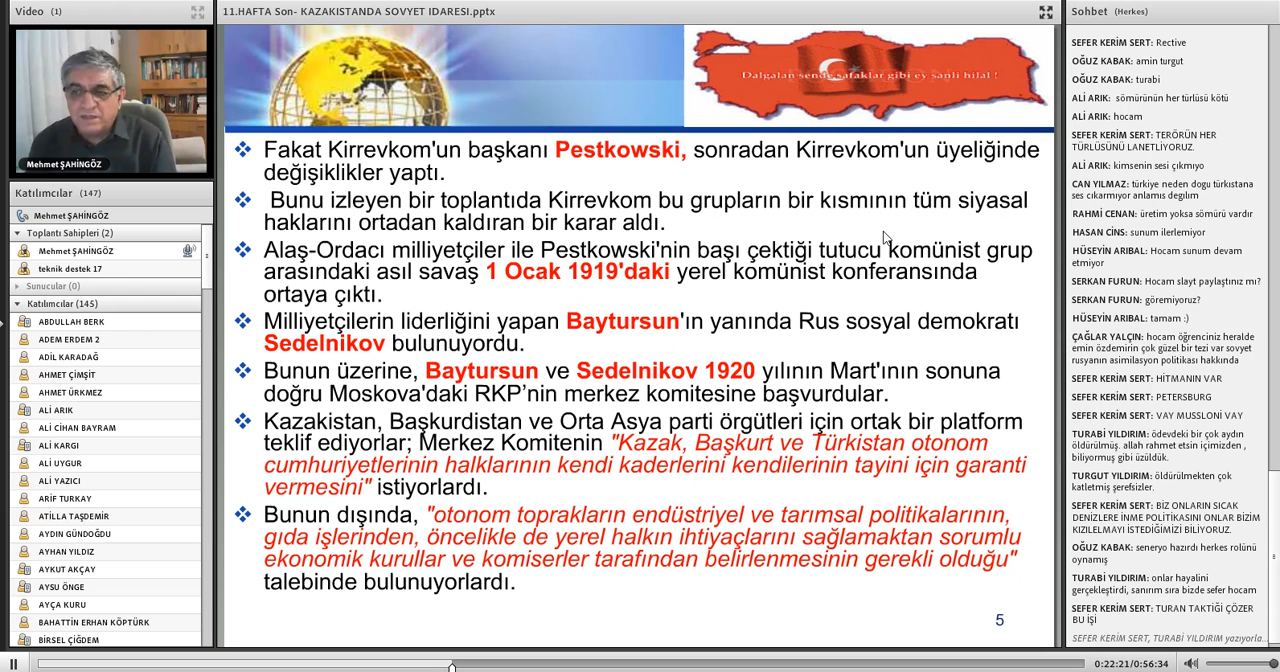 Video (1)
Mehmet ŞAHİNGÖZ
Katılımcılar (147)
Mehmet ŞAHİNGÖZ
Toplantı Sahipleri (2)
Mehmet ŞAHİNGÖZ
teknik destek 17
Sunucular (0)
Katılımcılar (145)
ABDULLAH BERK
ADEM ERDEM 2
ADİL KARADAĞ
AHMET ÇİMŞİT
AHMET ÜRKMEZ
ALİ ARIK
ALİ CİHAN BAYRAM
ALİ KARGI
ALİ UYGUR
ALİ YAZICI
ARİF TURKAY
ATİLLA TAŞDEMİR
AYDIN GÜNDOĞDU
AYHAN YILDIZ
AYKUT AKÇAY
AYSU ÖNGE
AYÇA KURU
BAHATTİN ERHAN KÖPTÜRK
BİRSEL ÇİĞDEM
11.HAFTA Son- KAZAKISTANDA SOVYET IDARESI.pptx
Dalgalan sende şafaklar gibi ey şanlı hilal !
Fakat Kirrevkom'un başkanı Pestkowski, sonradan Kirrevkom'un üyeliğinde
değişiklikler yaptı.
Bunu izleyen bir toplantıda Kirrevkom bu grupların bir kısmının tüm siyasal
haklarını ortadan kaldıran bir karar aldı.
Alaş-Ordacı milliyetçiler ile Pestkowski'nin başı çektiği tutucu komünist grup
arasındaki asıl savaş 1 Ocak 1919'daki yerel komünist konferansında
ortaya çıktı.
Milliyetçilerin liderliğini yapan Baytursun'ın yanında Rus sosyal demokratı
Sedelnikov bulunuyordu.
Bunun üzerine, Baytursun ve Sedelnikov 1920 yılının Mart'ının sonuna
doğru Moskova'daki RKP’nin merkez komitesine başvurdular.
Kazakistan, Başkurdistan ve Orta Asya parti örgütleri için ortak bir platform
teklif ediyorlar; Merkez Komitenin "Kazak, Başkurt ve Türkistan otonom
cumhuriyetlerinin halklarının kendi kaderlerini kendilerinin tayini için garanti
vermesini" istiyorlardı.
Bunun dışında, "otonom toprakların endüstriyel ve tarımsal politikalarının,
gıda işlerinden, öncelikle de yerel halkın ihtiyaçlarını sağlamaktan sorumlu
ekonomik kurullar ve komiserler tarafından belirlenmesinin gerekli olduğu"
talebinde bulunuyorlardı.
5
Sohbet (Herkes)
SEFER KERİM SERT: Rective
OĞUZ KABAK: amin turgut
OĞUZ KABAK: turabi
ALİ ARIK: sömürünün her türlüsü kötü
ALİ ARIK: hocam
SEFER KERİM SERT: TERÖRÜN HER
TÜRLÜSÜNÜ LANETLİYORUZ.
ALİ ARIK: kimsenin sesi çıkmıyo
CAN YILMAZ: türkiye neden dogu türkıstana
ses cıkarmıyor anlamıs degılım
RAHMİ CENAN: üretim yoksa sömürü vardır
HASAN CİNS: sunum ilerlemiyor
HÜSEYİN ARIBAL: Hocam sunum devam
etmiyor
SERKAN FURUN: Hocam slayt paylaştınız mı?
SERKAN FURUN: göremiyoruz?
HÜSEYİN ARIBAL: tamam :)
ÇAĞLAR YALÇIN: hocam öğrenciniz heralde
emin özdemirin çok güzel bir tezi var sovyet
rusyanın asimilasyon politikası hakkında
SEFER KERİM SERT: HİTMANIN VAR
SEFER KERİM SERT: PETERSBURG
SEFER KERİM SERT: VAY MUSSLONİ VAY
TURABİ YILDIRIM: ödevdeki bir çok aydın
öldürülmüş, allah rahmet etsin içimizden ,
biliyormuş gibi üzüldük.
TURGUT YILDIRIM: öldürülmekten çok
katletmiş şerefsizler.
SEFER KERİM SERT: BİZ ONLARIN SICAK
DENİZLERE İNME POLİTİKASINI ONLAR BİZİM
KIZILELMAYI İSTEDİĞİMİZİ BİLİYORUZ.
OĞUZ KABAK: seneryo hazırdı herkes rolünü
oynamış
TURABİ YILDIRIM: onlar hayalini
gerçekleştirdi, sanırım sıra bizde sefer hocam
SEFER KERİM SERT: TURAN TAKTİĞİ ÇÖZER
BU İŞİ
SEFER KERİM SERT, TURABİ YILDIRIM yazıyorla...
0:22:21/0:56:34